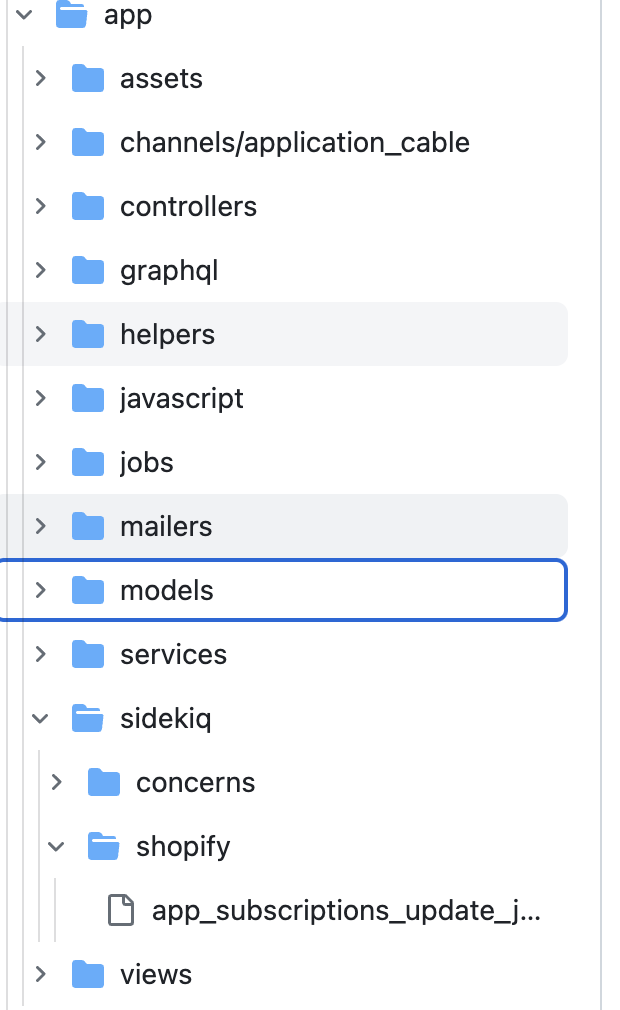 app
assets
channels/application_cable
controllers
graphql
helpers
javascript
jobs
mailers
models
services
sidekiq
concerns
shopify
app_subscriptions_update_j...
views